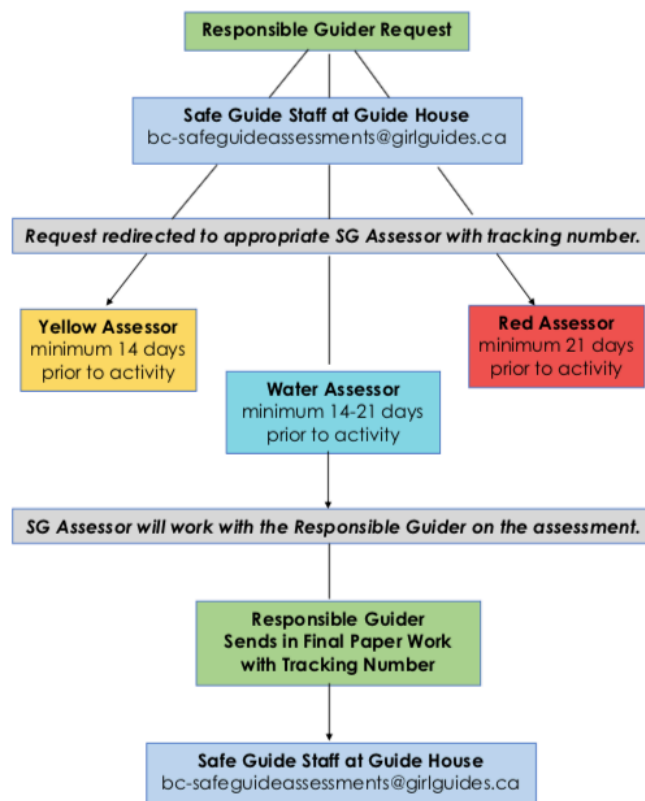 Responsible Guider Request
Safe Guide Staff at Guide House
bc-safeguideassessments@girlguides.ca
Request redirected to appropriate SG Assessor with tracking number.
Yellow Assessor
minimum 14 days
prior to activity
Red Assessor
minimum 21 days
prior to activity
Water Assessor
minimum 14-21 days
prior to activity
SG Assessor will work with the Responsible Guider on the assessment.
Responsible Guider
Sends in Final Paper Work
with Tracking Number
Safe Guide Staff at Guide House
bc-safeguideassessments@girlguides.ca